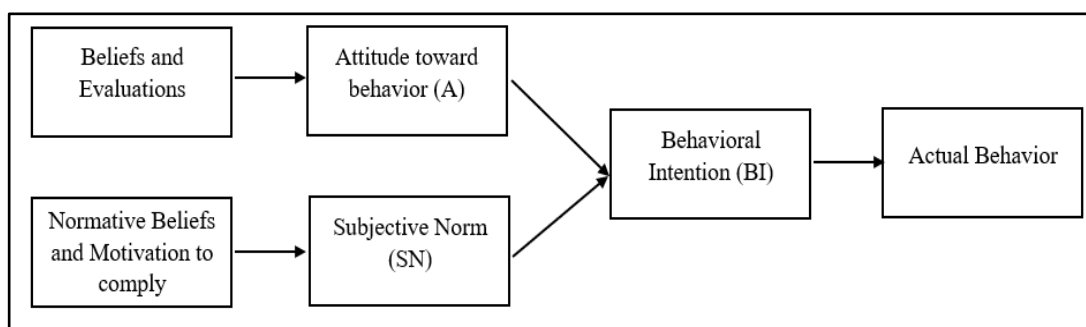 Beliefs and
Evaluations
Attitude toward
behavior (A)
Behavioral
Intention (BI)
Actual Behavior
Normative Beliefs
and Motivation to
comply
Subjective Norm
(SN)